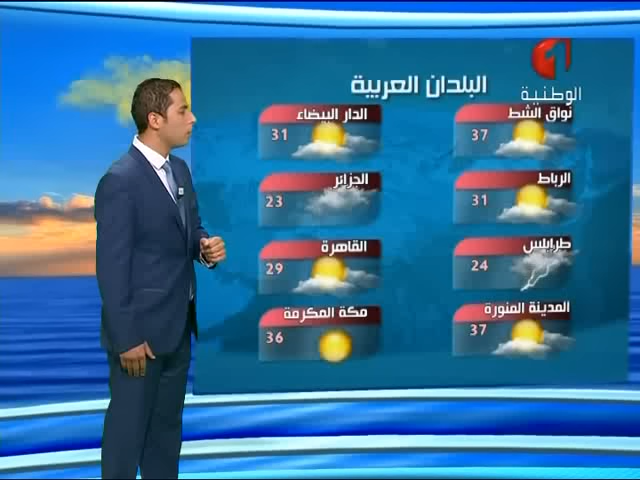 الوطنية 1
البلدان العربية
نواق الشط
37
الدار البيضاء
31
الرباط
31
الجزائر
23
طرابلس
24
القاهرة
29
المدينة المنورة
37
مكة المكرمة
36